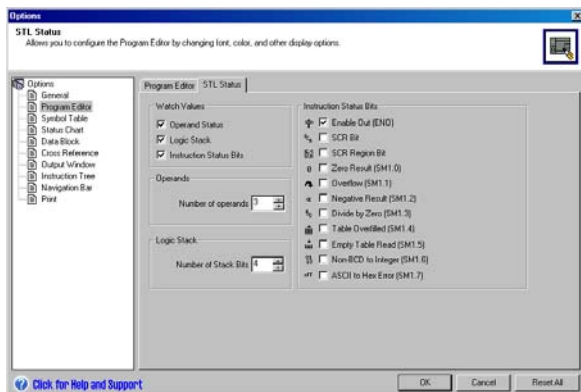 Options
STL Status
Allows you to configure the Program Editor by changing font, color, and other display options.
Options
General
Program Editor
Symbol Table
Status Chart
Data Block
Cross Reference
Output Window
Instruction Tree
Navigation Bar
Print
Program Editor
STL Status
Watch Values
Operand Status
Logic Stack
Instruction Status Bits
Operands
Number of operands 3
Logic Stack
Number of Stack Bits 4
Instruction Status Bits
Enable Out (ENO)
SCR Bit
SCR Region Bit
Zero Result (SM1.0)
Overflow (SM1.1)
Negative Result (SM1.2)
Divide by Zero (SM1.3)
Table Overfilled (SM1.4)
Empty Table Read (SM1.5)
Non-BCD to Integer (SM1.6)
ASCII to Hex Error (SM1.7)
Click for Help and Support
OK
Cancel
Reset All